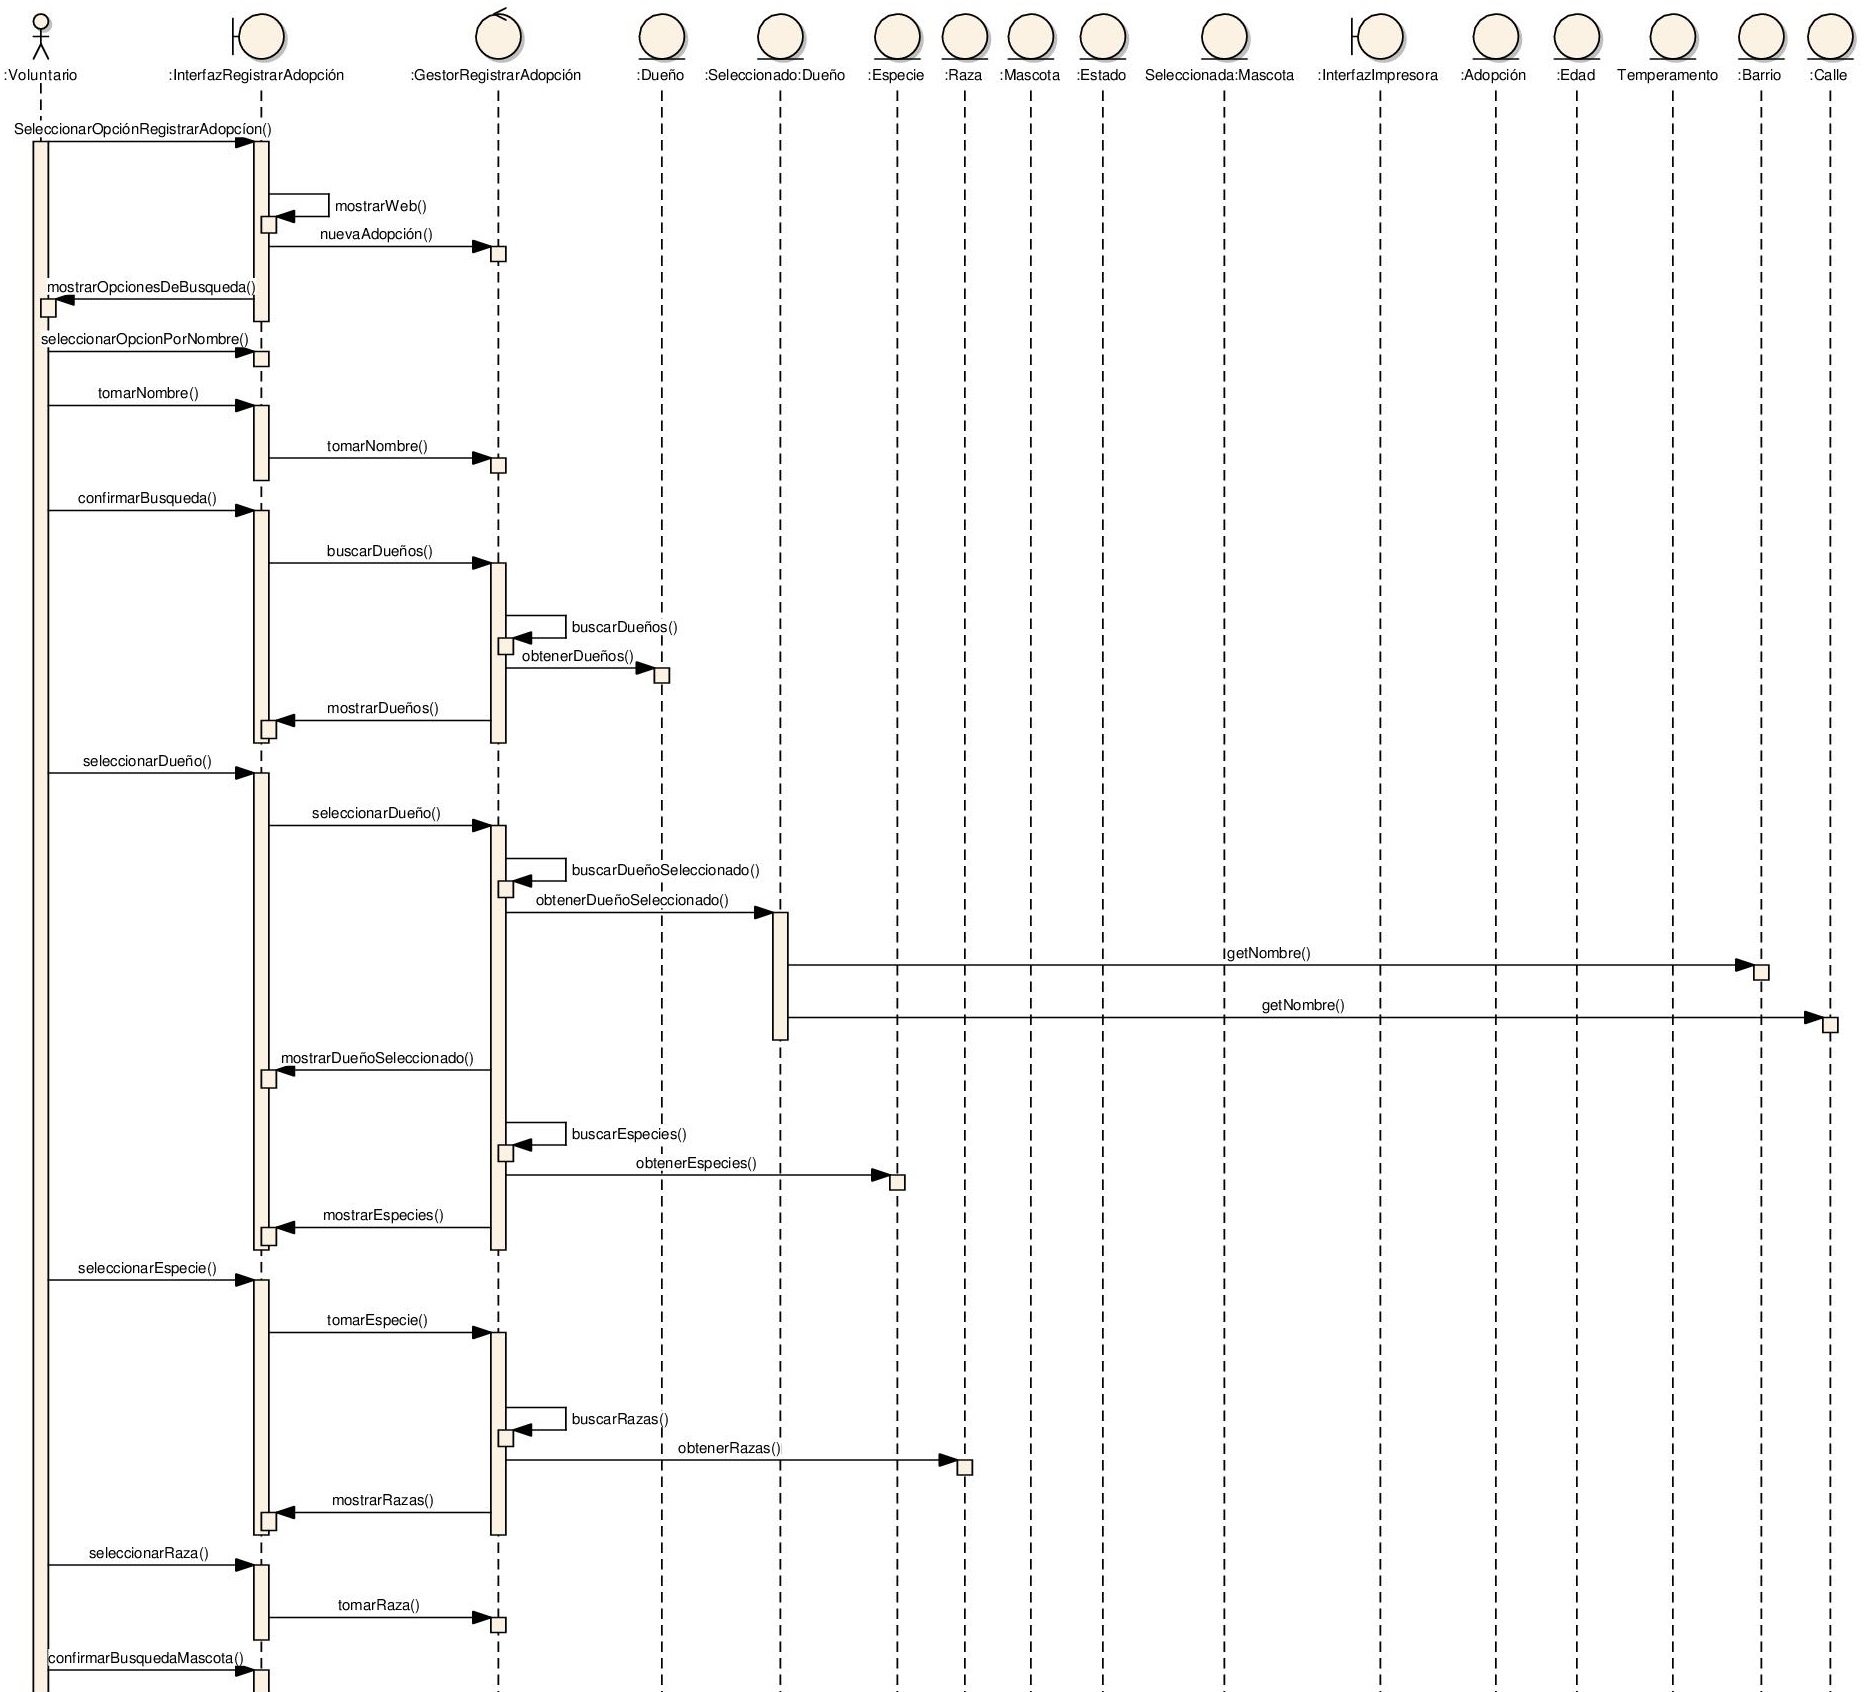 :Voluntario
:InterfazRegistrarAdopción
:GestorRegistrarAdopción
:Dueño
:Seleccionado:Dueño
:Especie
:Raza
:Mascota
:Estado
Seleccionada:Mascota
:InterfazImpresora
:Adopción
:Edad
Temperamento
:Barrio
:Calle
SeleccionarOpciónRegistrarAdopcíon()
mostrarWeb()
nuevaAdopción()
mostrarOpcionesDeBusqueda()
seleccionarOpcionPorNombre()
tomarNombre()
tomarNombre()
confirmarBusqueda()
buscarDueños()
buscarDueños()
obtenerDueños()
mostrarDueños()
seleccionarDueño()
seleccionarDueño()
buscarDueñoSeleccionado()
obtenerDueñoSeleccionado()
getNombre()
getNombre()
mostrarDueñoSeleccionado()
buscarEspecies()
obtenerEspecies()
mostrarEspecies()
seleccionarEspecie()
tomarEspecie()
buscarRazas()
obtenerRazas()
mostrarRazas()
seleccionarRaza()
tomarRaza()
confirmarBusquedaMascota()